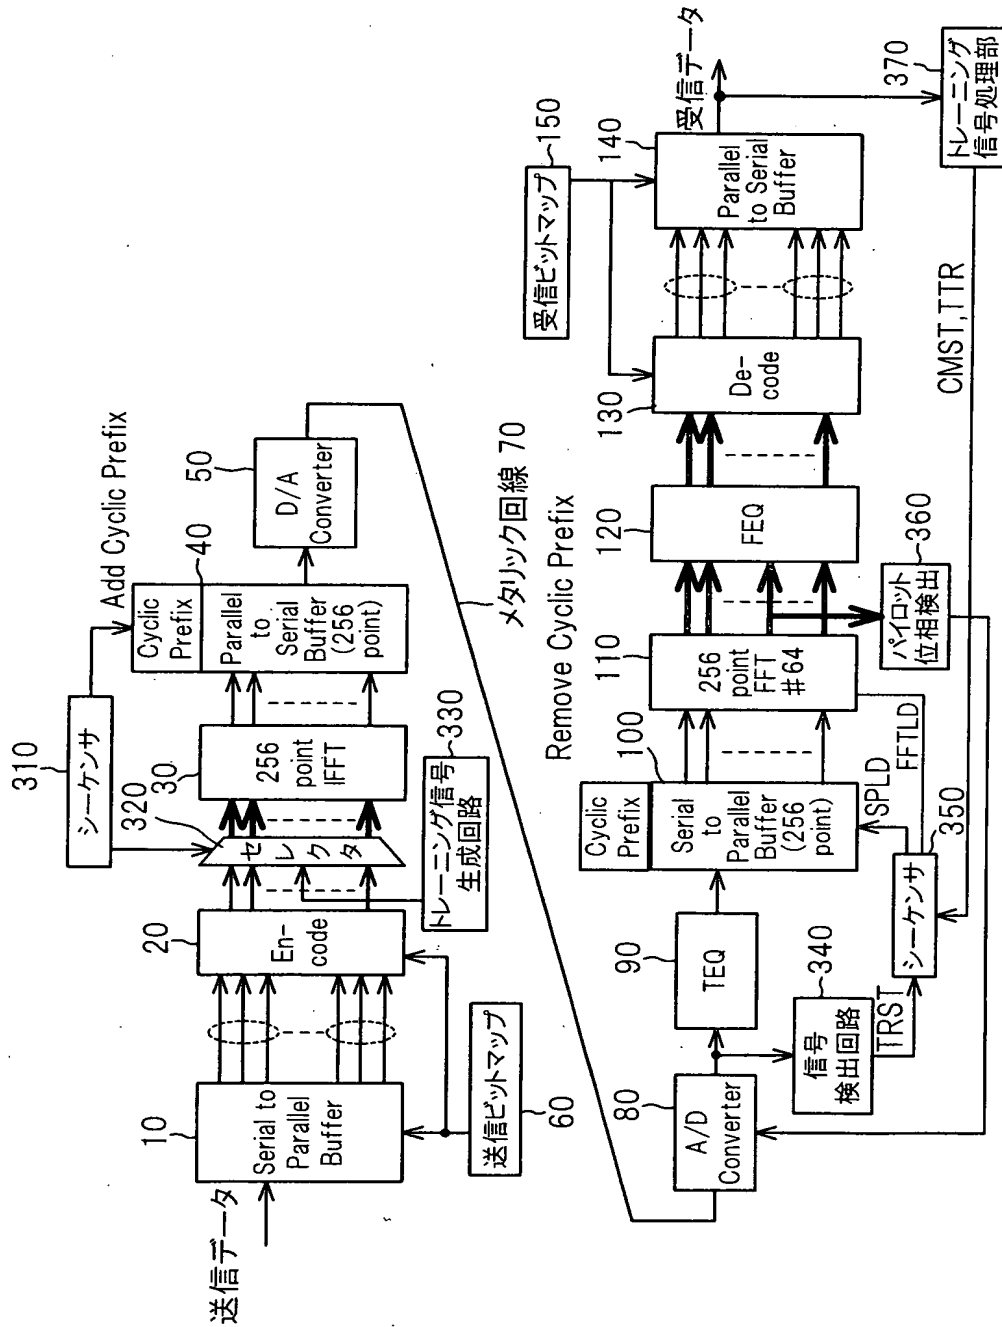 送信データ
10
Serial to
Parallel
Buffer
送信ビットマップ
60
20
En-
code
シーケンサ
310
320
セレクタ
トレーニング信号
生成回路
330
30
256
point
IFFT
Add Cyclic Prefix
Cyclic
Prefix
40
Parallel
to
Serial
Buffer
(256
point)
50
D/A
Converter
メタリック回線 70
80
A/D
Converter
信号
検出回路
340
TRST
90
TEQ
Remove Cyclic Prefix
Cyclic
Prefix
100
Serial
to
Parallel
Buffer
(256
point)
SPLD
FFTLD
シーケンサ
350
110
256
point
FFT
#64
パイロット
位相検出
360
120
FEQ
130
De-
code
受信ビットマップ
150
140
Parallel
to Serial
Buffer
受信データ
CMST,TTR
トレーニング
信号処理部
370